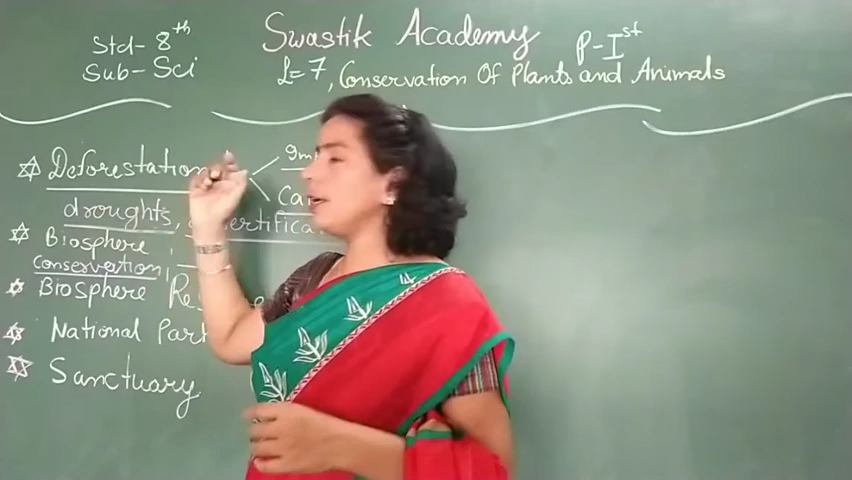 Swastik Academy
Std- 8th
P-Ist
Sub- Sci
L=7, Conservation Of Plants and Animals
Deforestation
droughts,
Biosphere
conservation,
Biosphere
National
Sanctuary